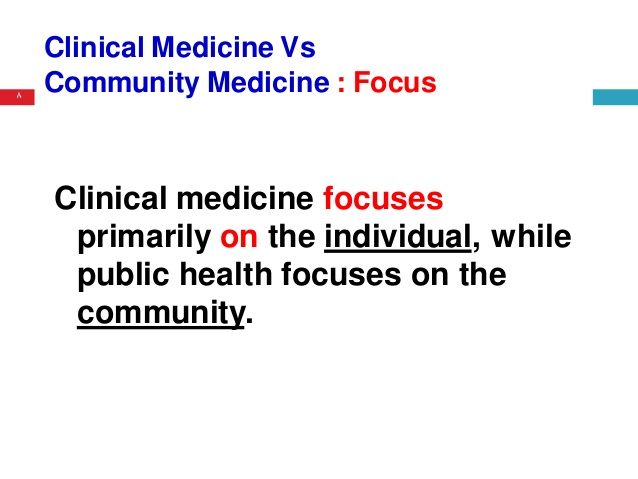 Clinical Medicine Vs
Community Medicine : Focus
٨
Clinical medicine focuses
primarily on the individual, while
public health focuses on the
community.